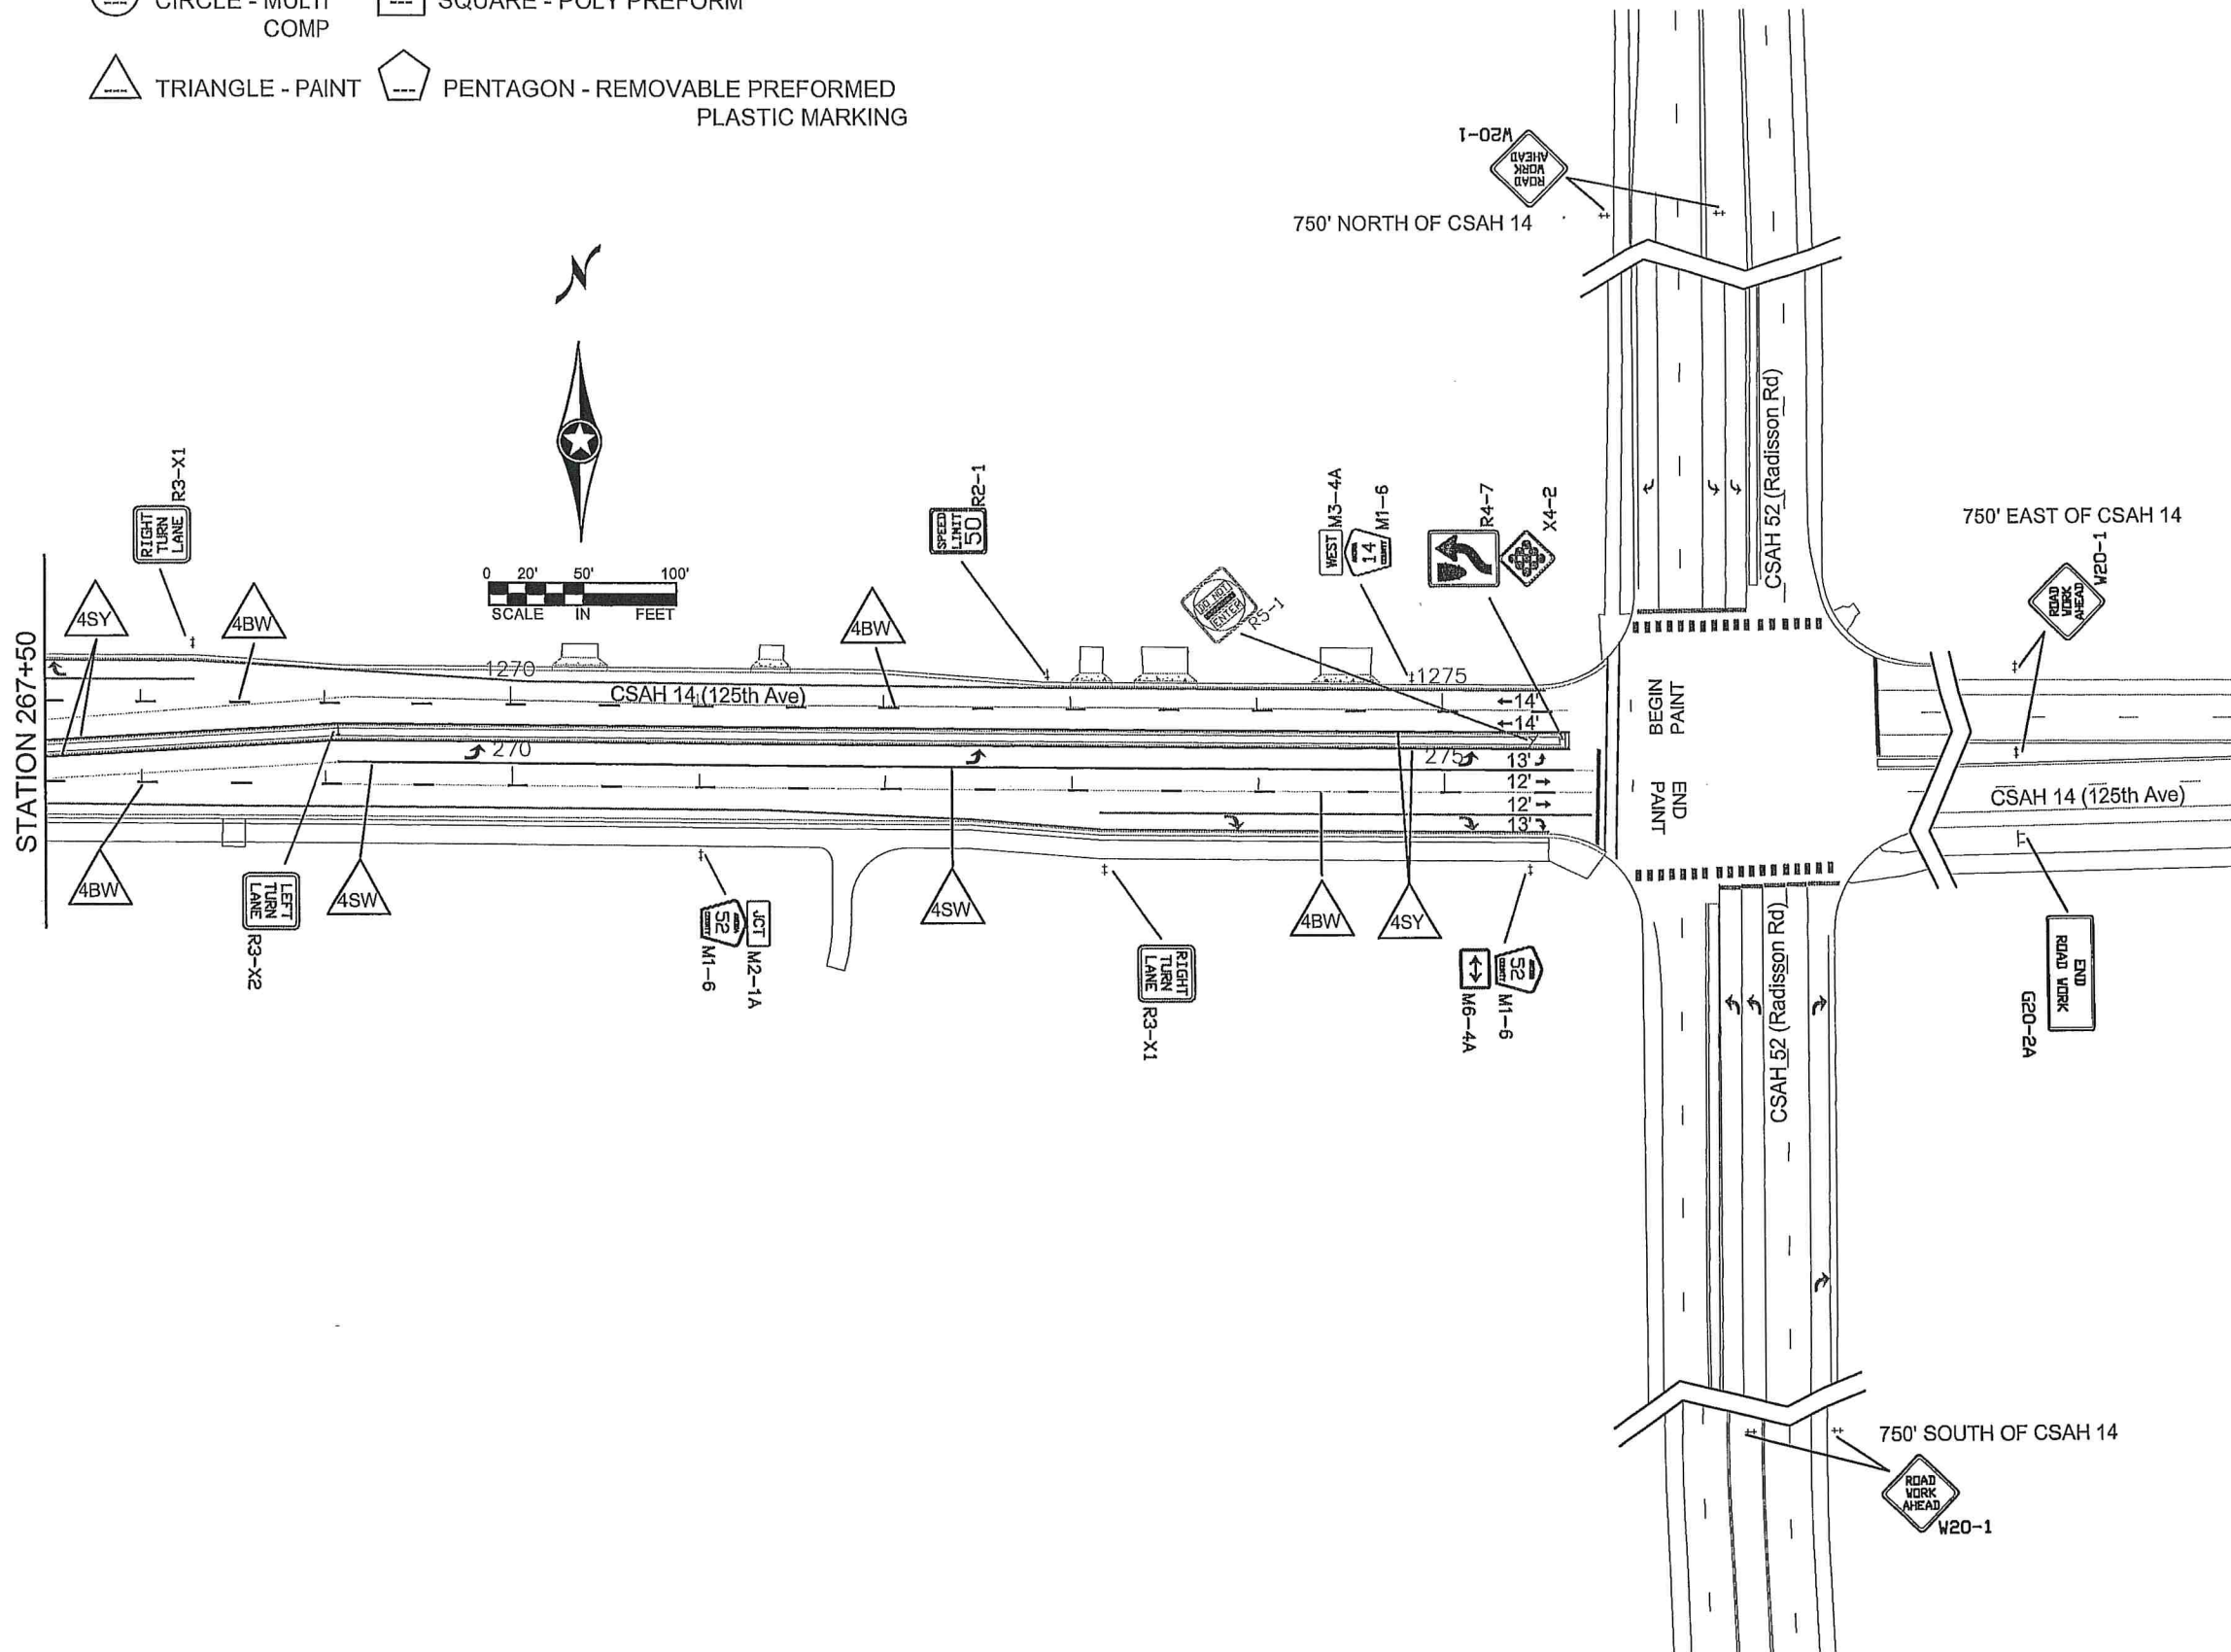 CIRCLE - MULTI
COMP
SQUARE - POLY PREFORM
TRIANGLE - PAINT
PENTAGON - REMOVABLE PREFORMED
PLASTIC MARKING
W20-1
ROAD
WORK
AHEAD
750' NORTH OF CSAH 14
N
CSAH 52 (Radisson Rd)
R3-X1
RIGHT
TURN
LANE
0 20' 50' 100'
SCALE IN FEET
SPEED
LIMIT
50
R2-1
WEST
M3-4A
14
COUNTY
M1-6
R4-7
X4-2
DO NOT
ENTER
R5-1
750' EAST OF CSAH 14
W20-1
ROAD
WORK
AHEAD
STATION 267+50
4SY
4BW
4BW
1270
CSAH 14 (125th Ave)
1275
14'
14'
BEGIN
PAINT
270
275
13'
12'
12'
13'
END
PAINT
CSAH 14 (125th Ave)
4BW
LEFT
TURN
LANE
R3-X2
4SW
JCT
M2-1A
52
COUNTY
M1-6
4SW
RIGHT
TURN
LANE
R3-X1
4BW
4SY
52
COUNTY
M1-6
M6-4A
CSAH 52 (Radisson Rd)
END
ROAD WORK
G20-2A
750' SOUTH OF CSAH 14
ROAD
WORK
AHEAD
W20-1